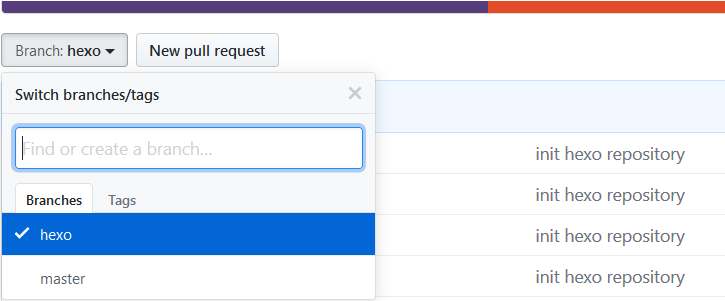 Branch: hexo
New pull request
Switch branches/tags
Find or create a branch...
Branches
Tags
hexo
master
init hexo repository
init hexo repository
init hexo repository
init hexo repository